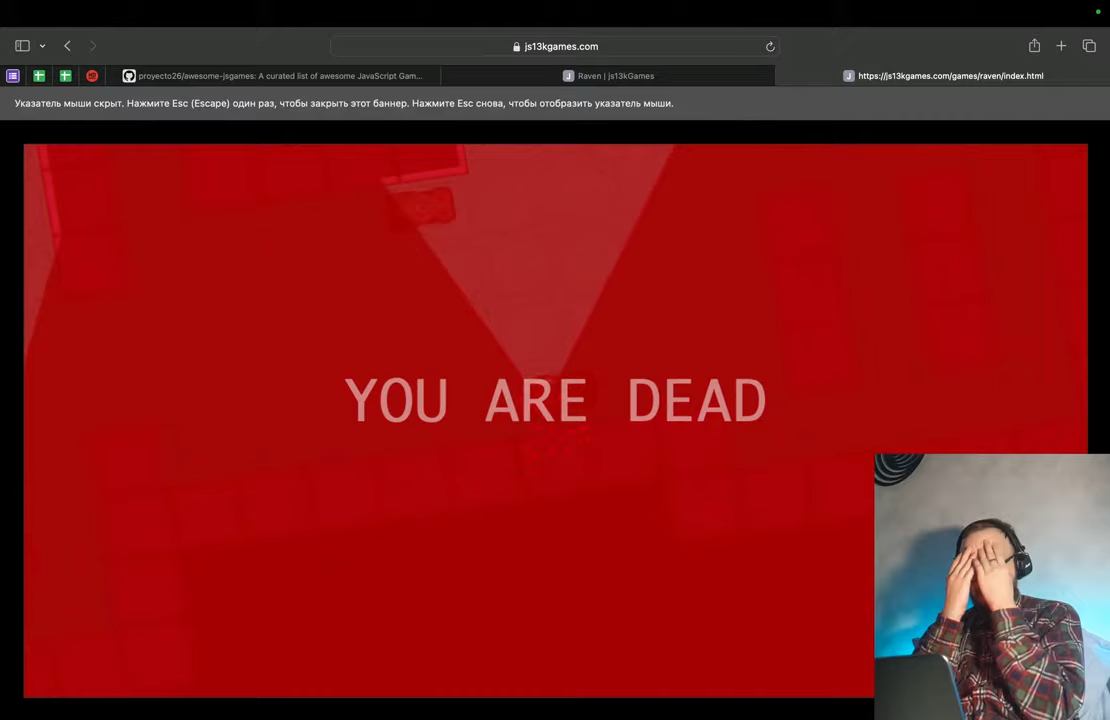 js13kgames.com
proyecto26/awesome-jsgames: A curated list of awesome JavaScript Gam...
Raven | js13kGames
https://js13kgames.com/games/raven/index.html
Указатель мыши скрыт. Нажмите Esc (Escape) один раз, чтобы закрыть этот баннер. Нажмите Esc снова, чтобы отобразить указатель мыши.
YOU ARE DEAD